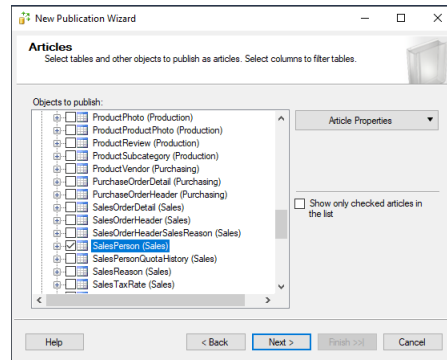 New Publication Wizard
Articles
Select tables and other objects to publish as articles. Select columns to filter tables.
Objects to publish:
ProductPhoto (Production)
ProductProductPhoto (Production)
ProductReview (Production)
ProductSubcategory (Production)
ProductVendor (Purchasing)
PurchaseOrderDetail (Purchasing)
PurchaseOrderHeader (Purchasing)
SalesOrderDetail (Sales)
SalesOrderHeader (Sales)
SalesOrderHeaderSalesReason (Sales)
SalesPerson (Sales)
SalesPersonQuotaHistory (Sales)
SalesReason (Sales)
SalesTaxRate (Sales)
Article Properties
Show only checked articles in
the list
Help
< Back
Next >
Finish >>|
Cancel